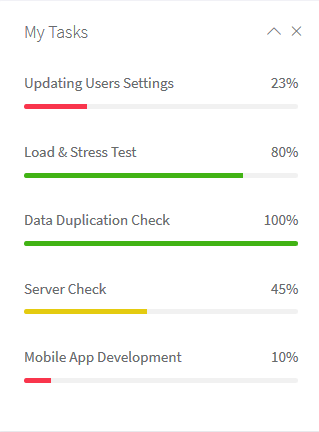 My Tasks
Updating Users Settings 23%
Load & Stress Test 80%
Data Duplication Check 100%
Server Check 45%
Mobile App Development 10%